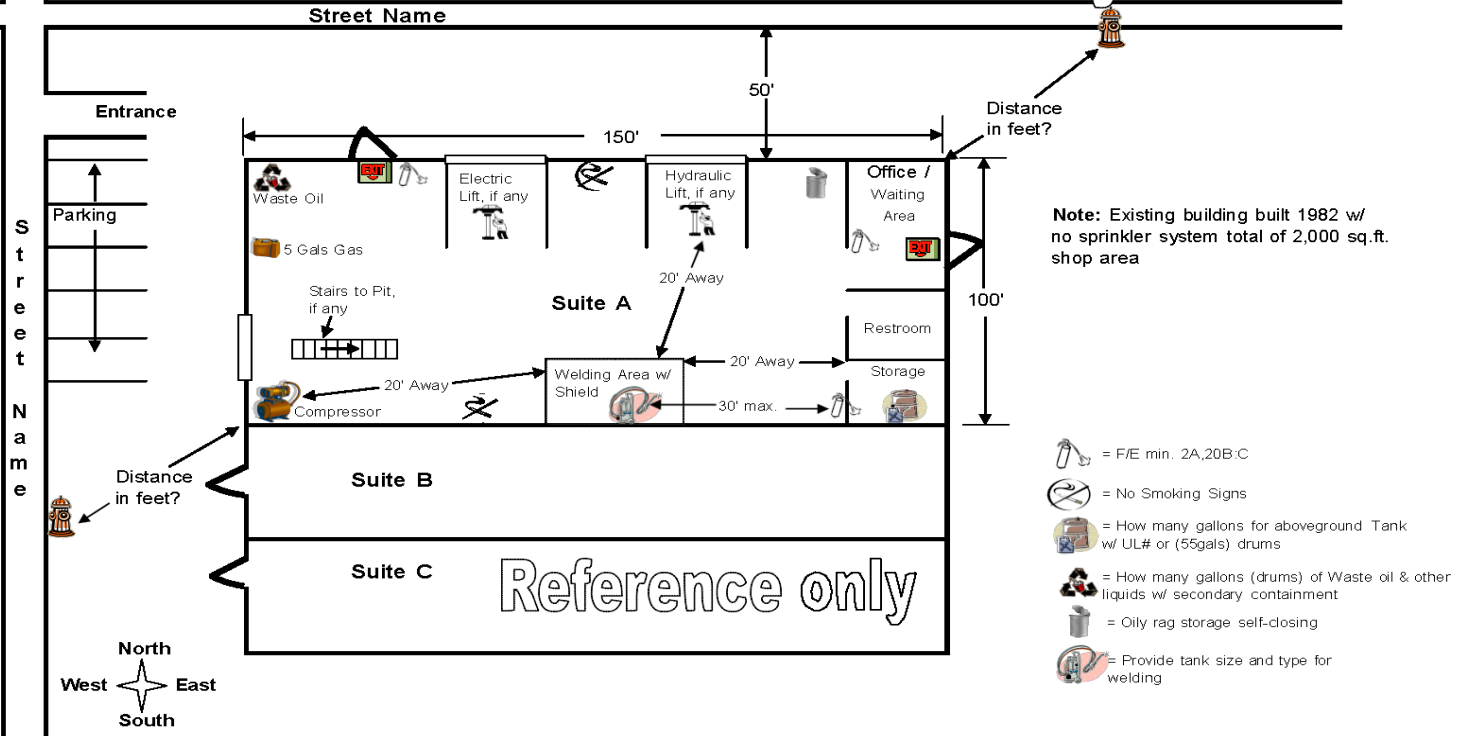 Street Name
Entrance
50'
150'
Distance
in feet?
Parking
Street Name
Waste Oil
EXIT
Electric
Lift, if any
Hydraulic
Lift, if any
Office /
Waiting
Area
EXIT
5 Gals Gas
20' Away
Stairs to Pit,
if any
Suite A
100'
Restroom
20' Away
Storage
Welding Area w/
Shield
20' Away
Compressor
30' max.
Note: Existing building built 1982 w/
no sprinkler system total of 2,000 sq.ft.
shop area
Distance
in feet?
Suite B
Suite C
Reference only
= F/E min. 2A,20B:C
= No Smoking Signs
= How many gallons for aboveground Tank
w/ UL# or (55gals) drums
= How many gallons (drums) of Waste oil & other
liquids w/ secondary containment
= Oily rag storage self-closing
= Provide tank size and type for
welding
North
West
East
South